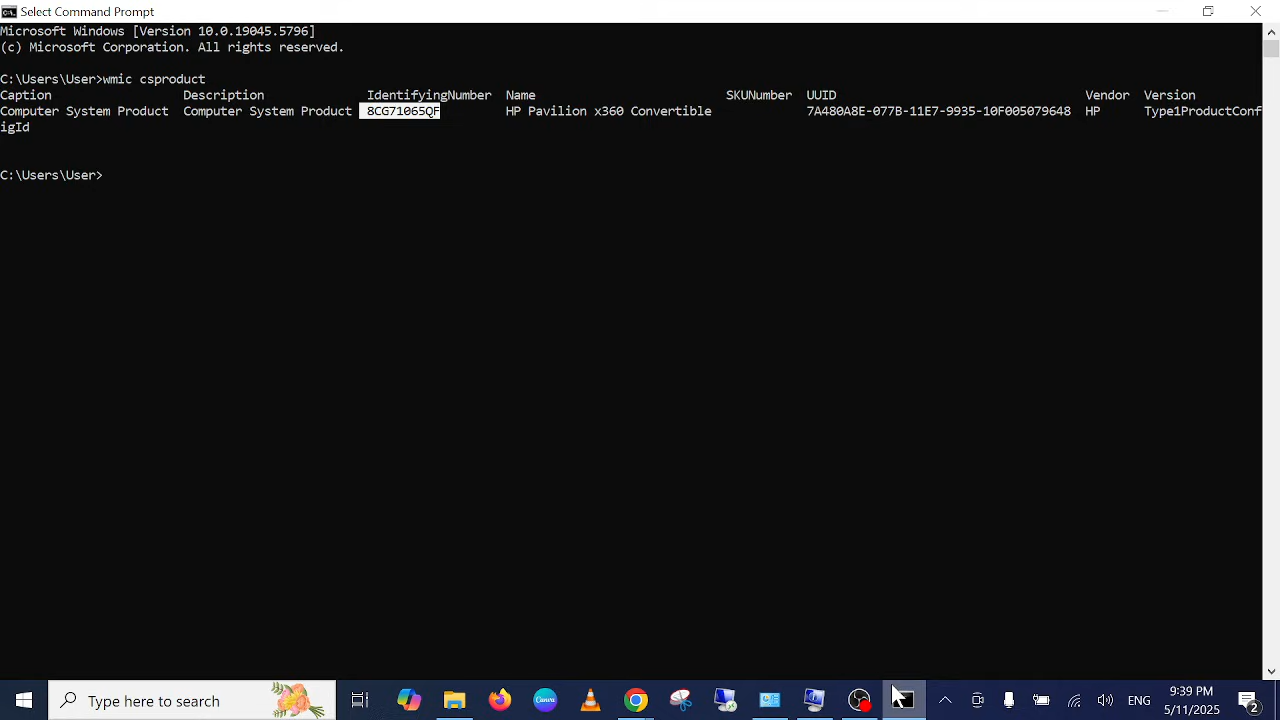 Select Command Prompt
Microsoft Windows [Version 10.0.19045.5796]
(c) Microsoft Corporation. All rights reserved.
C:\Users\User>wmic csproduct
Caption Description IdentifyingNumber Name SKUNumber UUID Vendor Version
Computer System Product Computer System Product 8CG71065QF HP Pavilion x360 Convertible 7A480A8E-077B-11E7-9935-10F005079648 HP Type1ProductConf
igId
C:\Users\User>
Type here to search
ENG
9:39 PM
5/11/2025
2